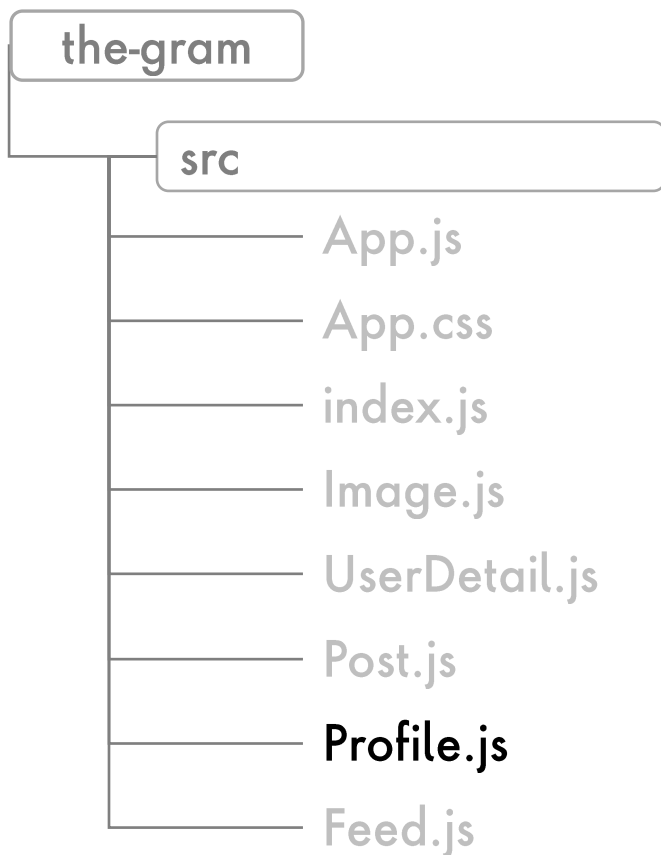 the-gram
src
App.js
App.css
index.js
Image.js
UserDetail.js
Post.js
Profile.js
Feed.js